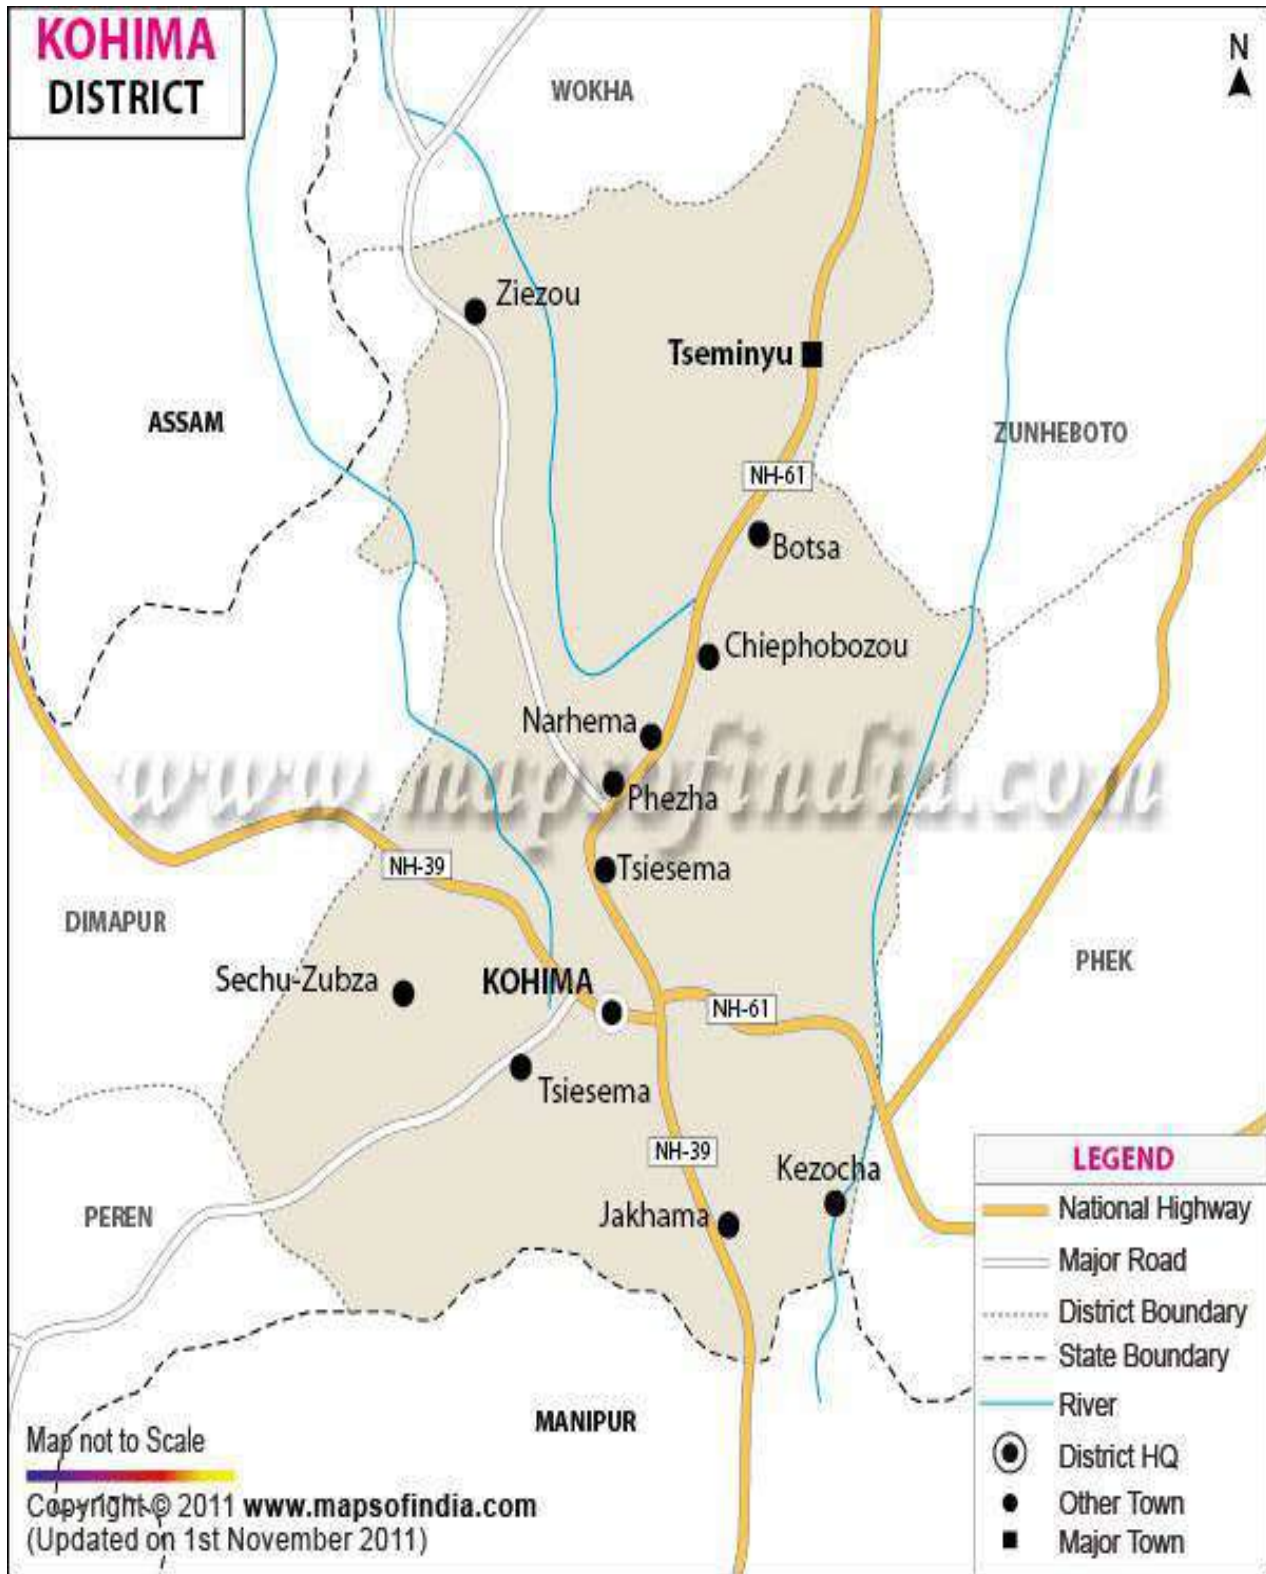 KOHIMA
DISTRICT
N
WOKHA
Ziezou
Tseminyu
ASSAM
ZUNHEBOTO
NH-61
Botsa
Chiephobozou
Narhema
www.mapsofindia.com
Phezha
NH-39
Tsiesema
DIMAPUR
PHEK
Sechu-Zubza
KOHIMA
NH-61
Tsiesema
NH-39
Kezocha
PEREN
Jakhama
MANIPUR
LEGEND
National Highway
Major Road
District Boundary
State Boundary
River
District HQ
Other Town
Major Town
Map not to Scale
Copyright © 2011 www.mapsofindia.com
(Updated on 1st November 2011)